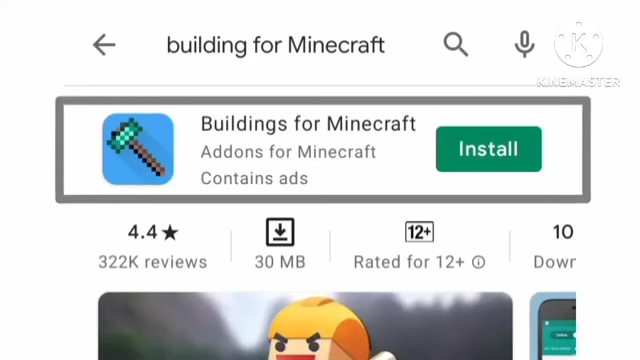 building for Minecraft
K
KINEMASTER
Buildings for Minecraft
Addons for Minecraft
Contains ads
Install
4.4★
322K reviews
30 MB
12+
Rated for 12+
10
Down